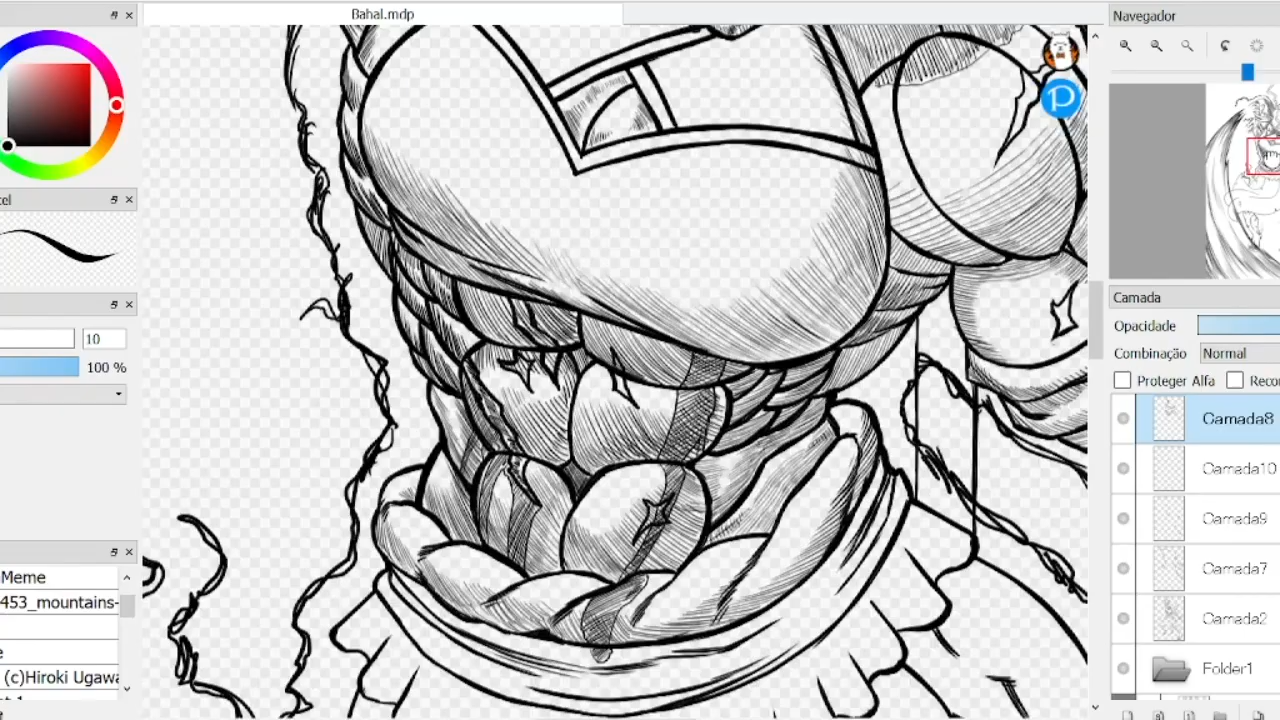 Bahal.mdp
Navegador
10
100 %
Meme
453_mountains-
(c)Hiroki Ugawa
Camada
Opacidade
Combinação Normal
Proteger Alfa
Camada8
Camada10
Camada9
Camada7
Camada2
Folder1